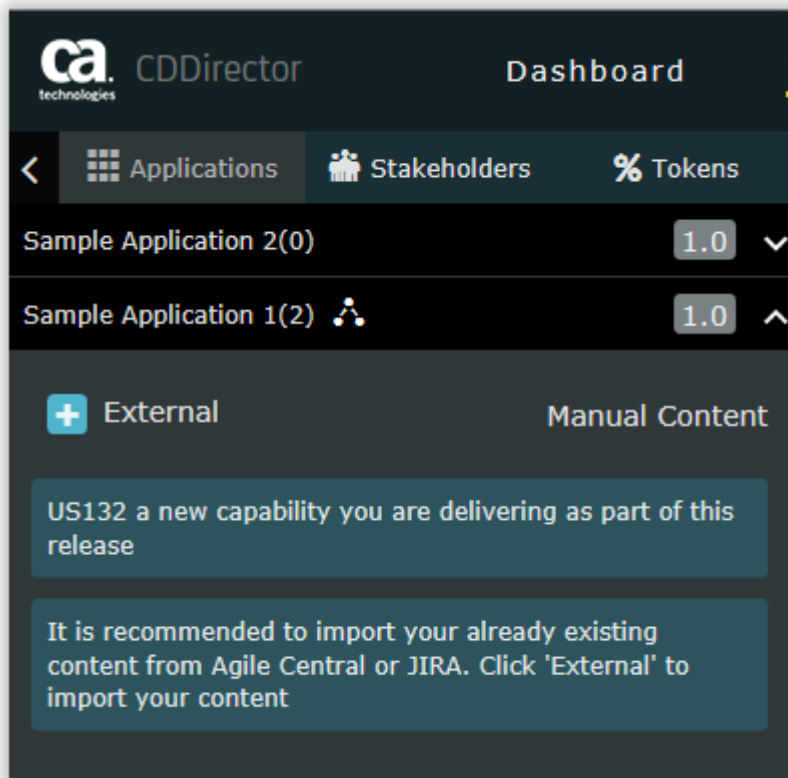 ca.
technologies
CDDirector
Dashboard
Applications
Stakeholders
% Tokens
Sample Application 2(0)
1.0
Sample Application 1(2)
1.0
External
Manual Content
US132 a new capability you are delivering as part of this
release
It is recommended to import your already existing
content from Agile Central or JIRA. Click 'External' to
import your content